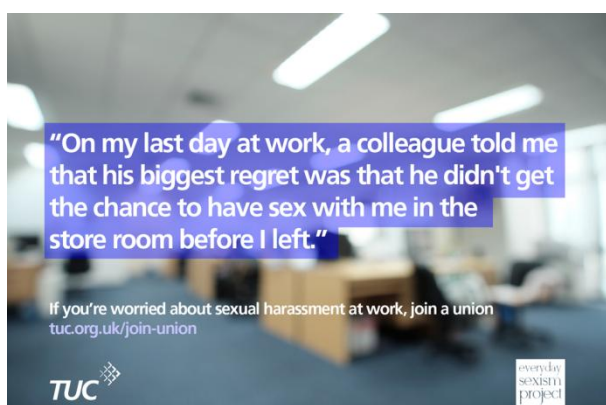 “On my last day at work, a colleague told me
that his biggest regret was that he didn't get
the chance to have sex with me in the
store room before I left.”
If you're worried about sexual harassment at work, join a union
tuc.org.uk/join-union
TUC
everyday
sexism
project